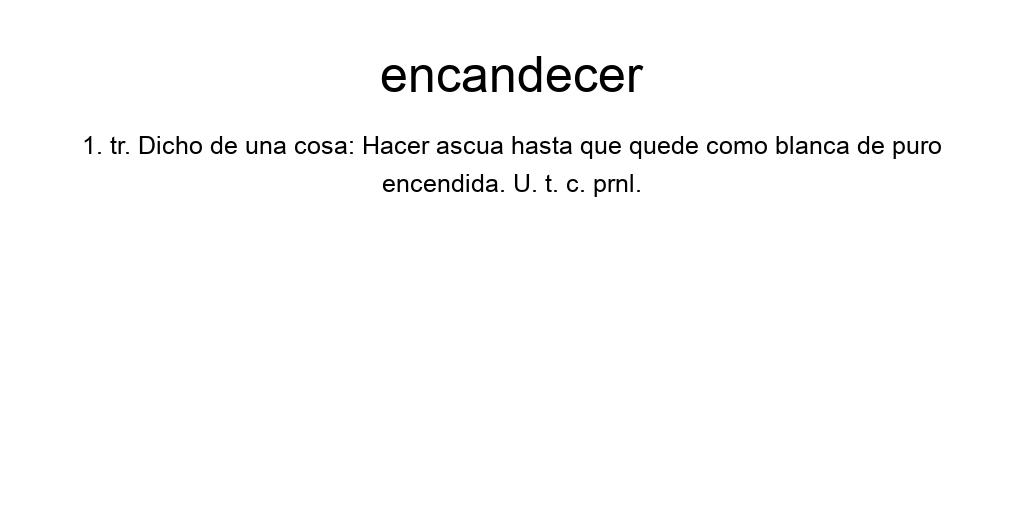 encandecer
1. tr. Dicho de una cosa: Hacer ascua hasta que quede como blanca de puro
encendida. U. t. c. prnl.